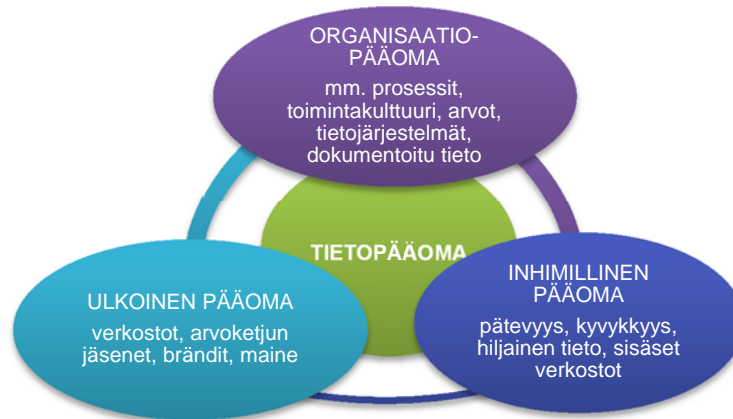 ORGANISAATIO-
PÄÄOMA
mm. prosessit,
toimintakulttuuri, arvot,
tietojärjestelmät,
dokumentoitu tieto
TIETOPÄÄOMA
ULKOINEN PÄÄOMA
verkostot, arvoketjun
jäsenet, brändit, maine
INHIMILLINEN
PÄÄOMA
pätevyys, kyvykkyys,
hiljainen tieto, sisäset
verkostot